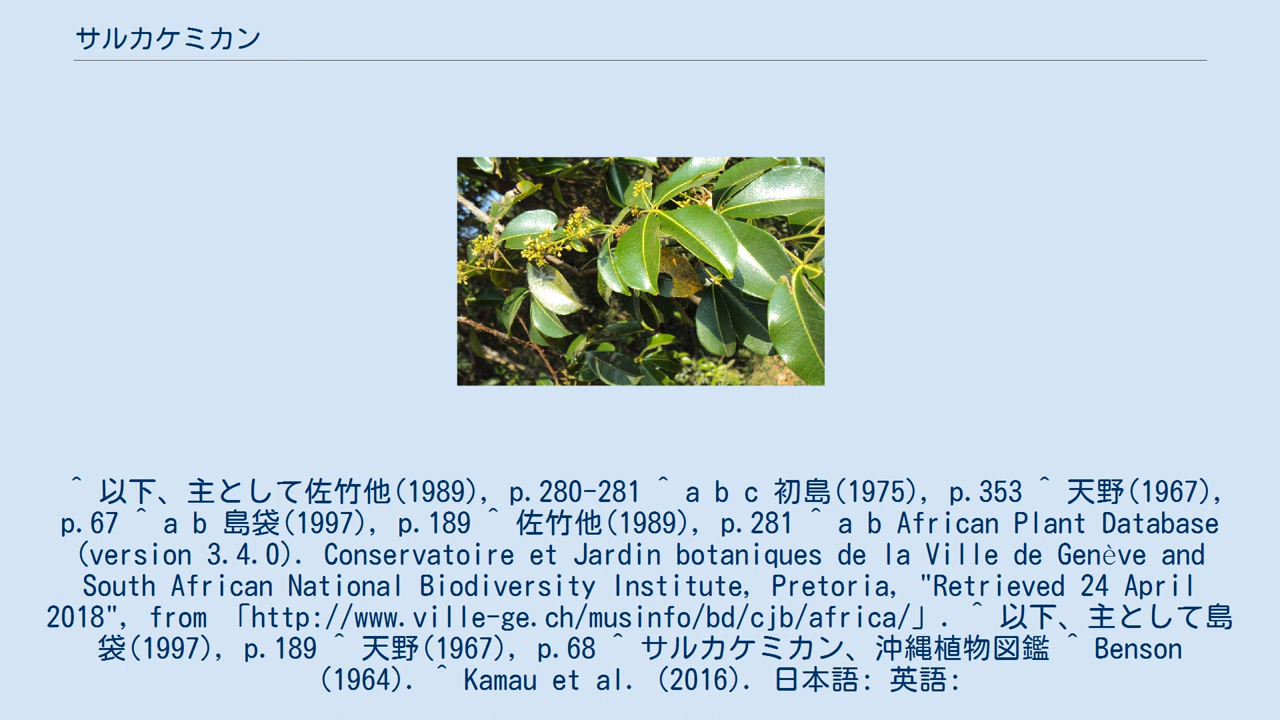 サルカケミカン
^ 以下、主として佐竹他(1989), p.280-281 ^ a b c 初島(1975), p.353 ^ 天野(1967),
p.67 ^ a b 島袋(1997), p.189 ^ 佐竹他(1989), p.281 ^ a b African Plant Database
(version 3.4.0). Conservatoire et Jardin botaniques de la Ville de Genève and
South African National Biodiversity Institute, Pretoria, "Retrieved 24 April
2018", from 「http://www.ville-ge.ch/musinfo/bd/cjb/africa/」. ^ 以下、主として島
袋(1997), p.189 ^ 天野(1967), p.68 ^ サルカケミカン、沖縄植物図鑑 ^ Benson
(1964). ^ Kamau et al. (2016). 日本語: 英語: